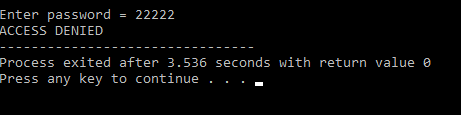 Enter password = 22222
ACCESS DENIED
--------------------------------
Process exited after 3.536 seconds with return value 0
Press any key to continue . . .